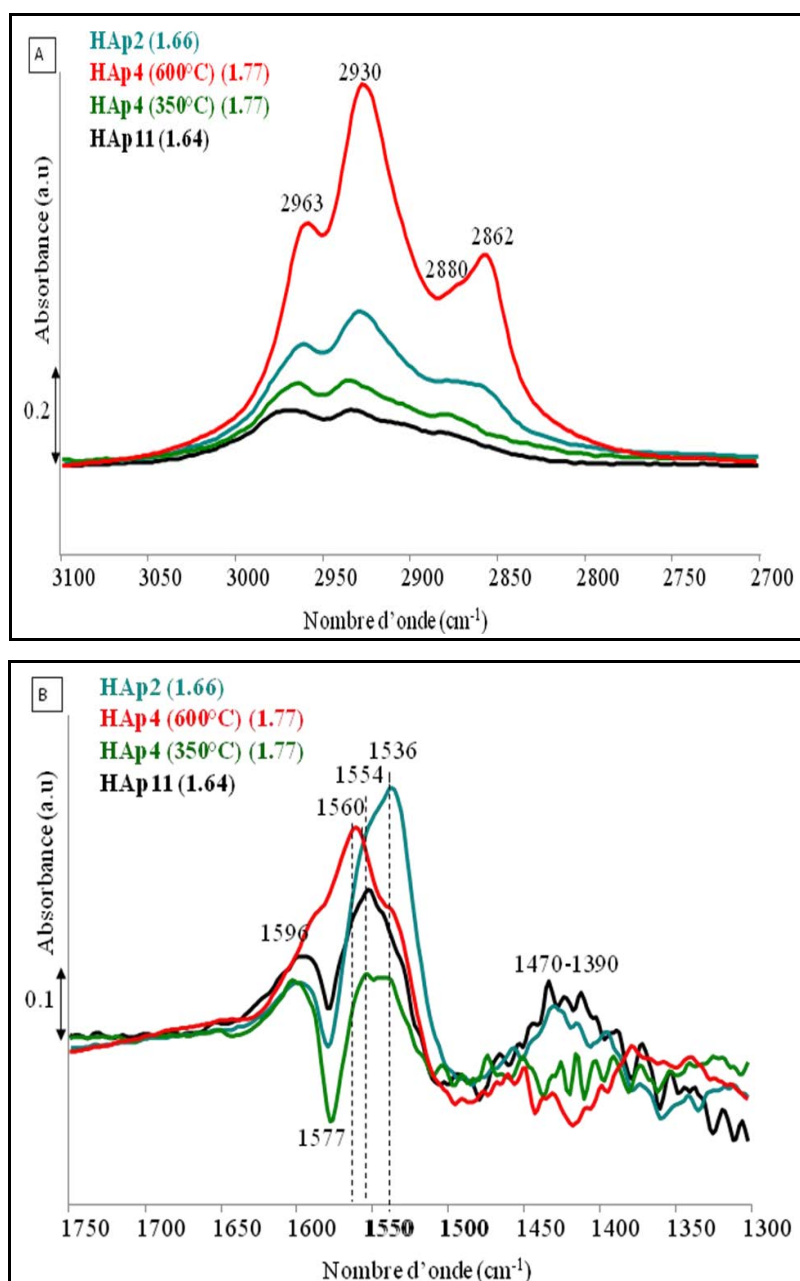 A
HAp2 (1.66)
HAp4 (600°C) (1.77)
HAp4 (350°C) (1.77)
HAp11 (1.64)
2930
2963
2862
2880
Absorbance (a.u)
0.2
3100 3050 3000 2950 2900 2850 2800 2750 2700
Nombre d'onde (cm-1)
B
HAp2 (1.66)
HAp4 (600°C) (1.77)
HAp4 (350°C) (1.77)
HAp11 (1.64)
1536
1554
1560
1596
1470-1390
Absorbance (a.u)
0.1
1577
1750 1700 1650 1600 1550 1500 1450 1400 1350 1300
Nombre d'onde (cm-1)